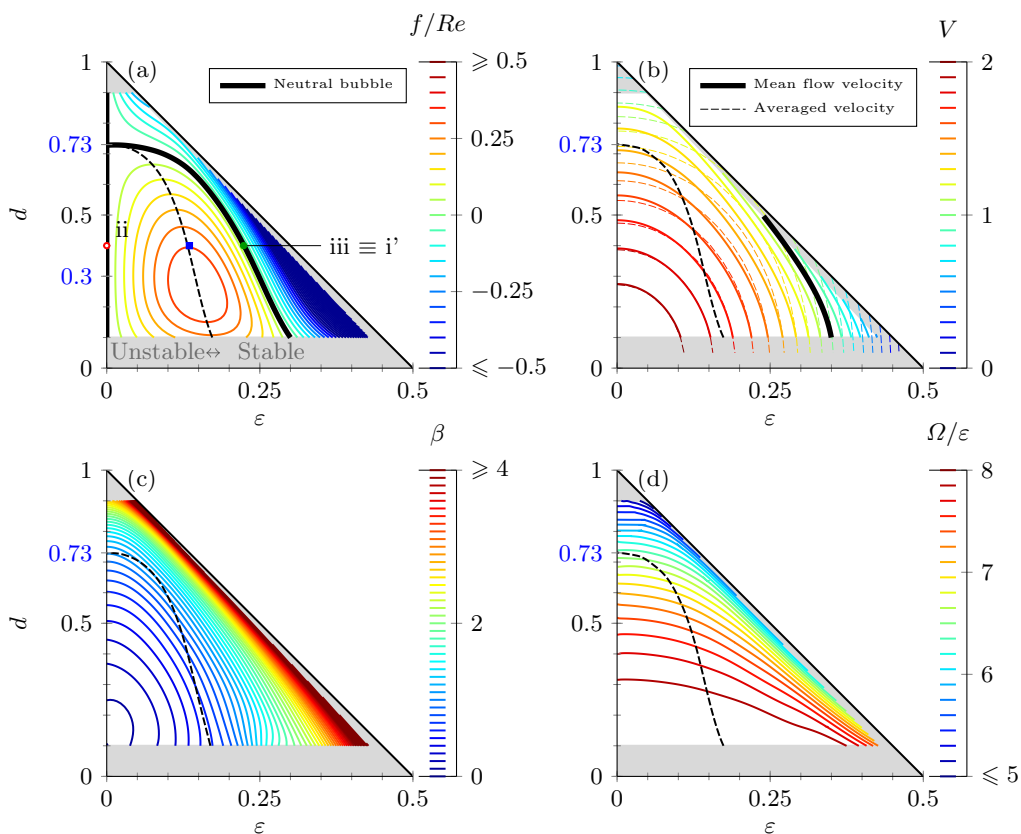 f/Re
V
1
(a)
Neutral bubble
⩾ 0.5
1
(b)
Mean flow velocity
Averaged velocity
2
0.73
0.25
0.73
d
0.5
ii
iii ≡ i’
0
0.5
1
0.3
−0.25
0.3
Unstable↔ Stable
0
⩽ −0.5
0
0
0
0.25
0.5
0
0.25
0.5
ε
ε
β
Ω/ε
1
(c)
⩾ 4
1
(d)
8
0.73
0.73
7
d
0.5
2
0.5
6
0
0
0
⩽ 5
0
0.25
0.5
0
0.25
0.5
ε
ε